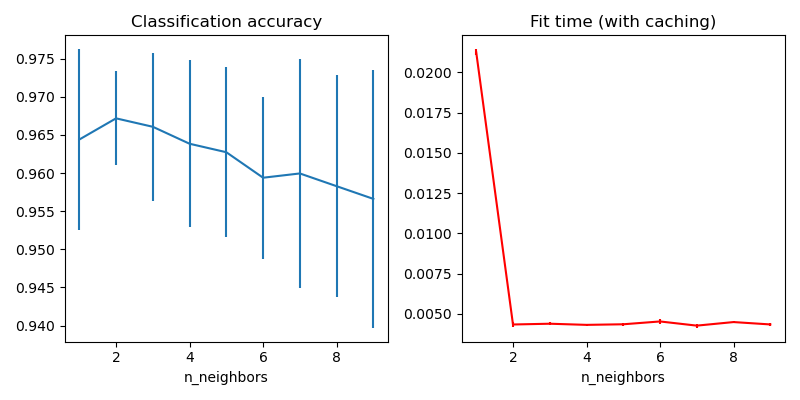 Classification accuracy
0.975
0.970
0.965
0.960
0.955
0.950
0.945
0.940
2 4 6 8
n_neighbors
Fit time (with caching)
0.0200
0.0175
0.0150
0.0125
0.0100
0.0075
0.0050
2 4 6 8
n_neighbors